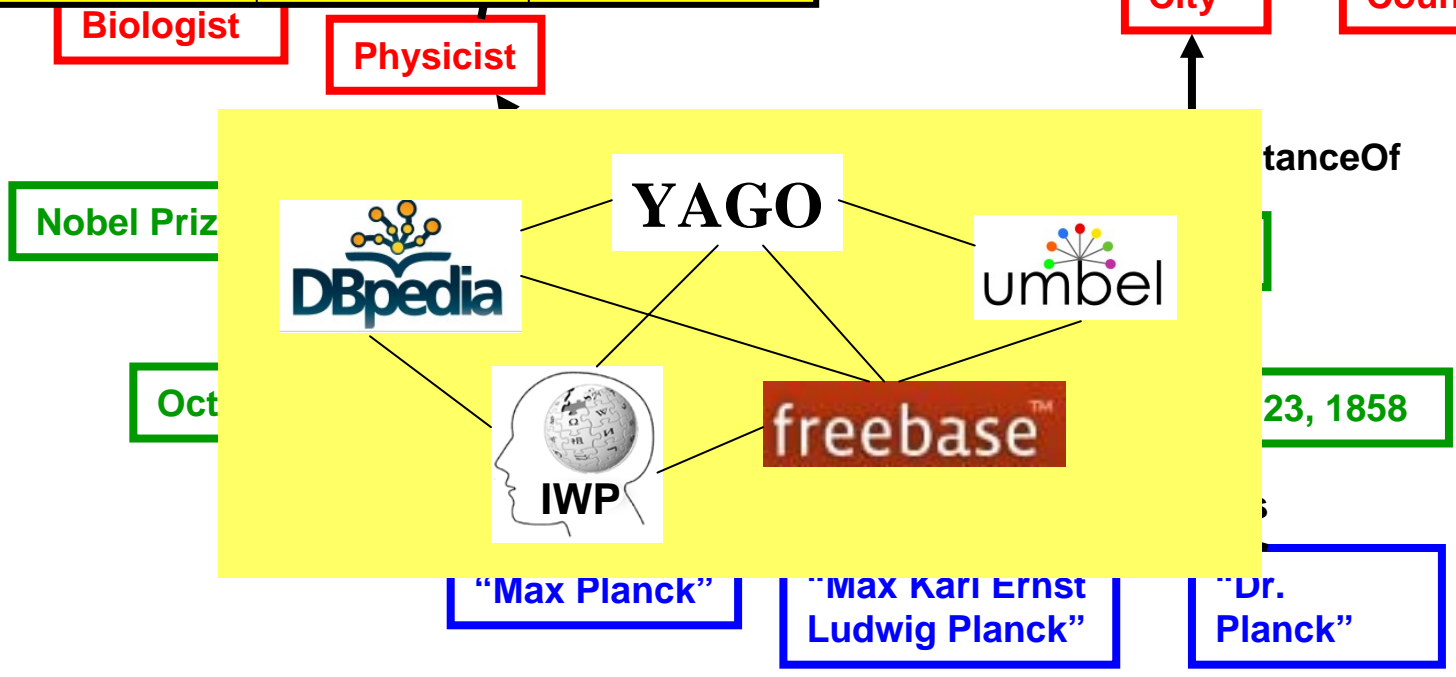 City
Biologist
Physicist
tanceOf
YAGO
Nobel Priz
DBpedia
umbel
Oct
freebase™
23, 1858
IWP
s
“Max Planck”
“Max Karl Ernst
Ludwig Planck”
“Dr.
Planck”